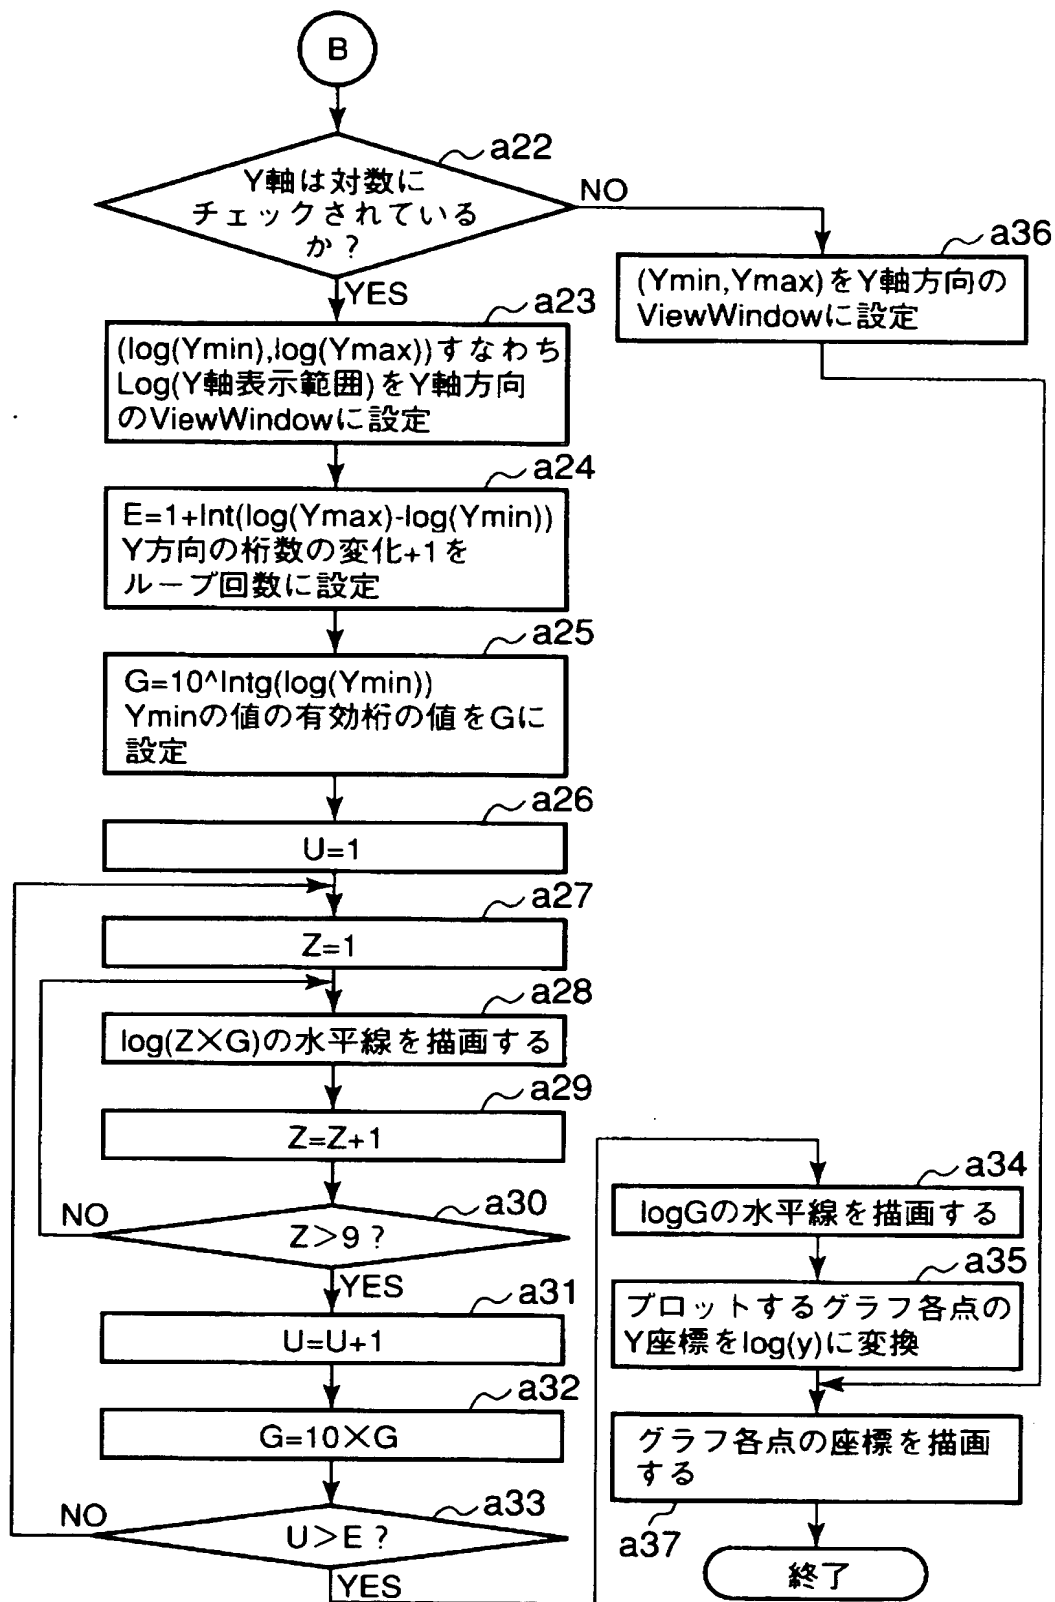 B
a22
Y軸は対数に
チェックされている
か？
NO
YES
a36
(Ymin,Ymax)をY軸方向の
ViewWindowに設定
a23
(log(Ymin),log(Ymax))すなわち
Log(Y軸表示範囲)をY軸方向
のViewWindowに設定
a24
E=1+Int(log(Ymax)-log(Ymin))
Y方向の桁数の変化+1を
ループ回数に設定
a25
G=10^Intg(log(Ymin))
Yminの値の有効桁の値をGに
設定
a26
U=1
a27
Z=1
a28
log(Z×G)の水平線を描画する
a29
Z=Z+1
a30
NO
Z>9？
YES
a31
U=U+1
a32
G=10×G
a33
NO
U>E？
YES
a34
logGの水平線を描画する
a35
プロットするグラフ各点の
Y座標をlog(y)に変換
グラフ各点の座標を描画
する
a37
終了